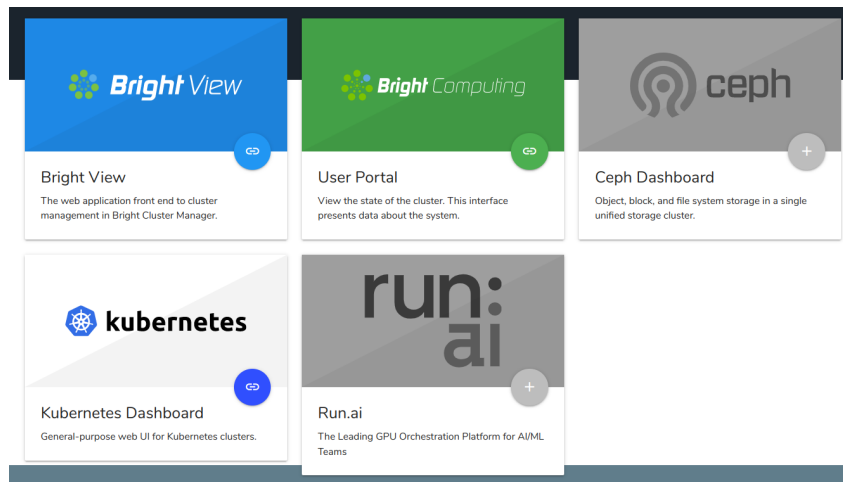 Bright View
Bright Computing
ceph
Bright View
The web application front end to cluster
management in Bright Cluster Manager.
User Portal
View the state of the cluster. This interface
presents data about the system.
Ceph Dashboard
Object, block, and file system storage in a single
unified storage cluster.
kubernetes
run:
ai
Kubernetes Dashboard
General-purpose web UI for Kubernetes clusters.
Run.ai
The Leading GPU Orchestration Platform for AI/ML
Teams